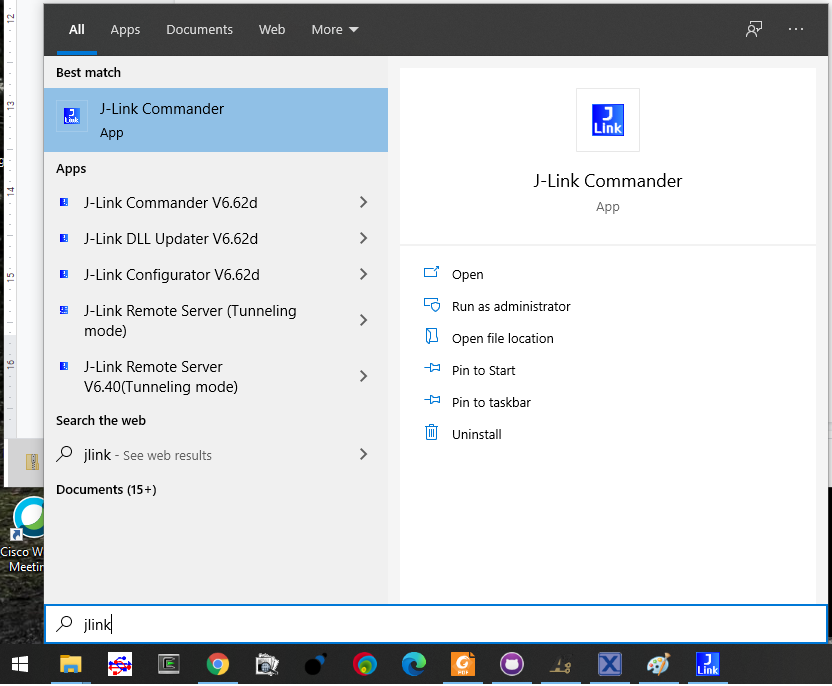 All
Apps
Documents
Web
More
Best match
J-Link Commander
App
Apps
J-Link Commander V6.62d
J-Link DLL Updater V6.62d
J-Link Configurator V6.62d
J-Link Remote Server (Tunneling
mode)
J-Link Remote Server
V6.40(Tunneling mode)
Search the web
jlink - See web results
Documents (15+)
J
Link
J-Link Commander
App
Open
Run as administrator
Open file location
Pin to Start
Pin to taskbar
Uninstall
12
13
14
15
16
Cisco W
Meetin
jlink
J
Link